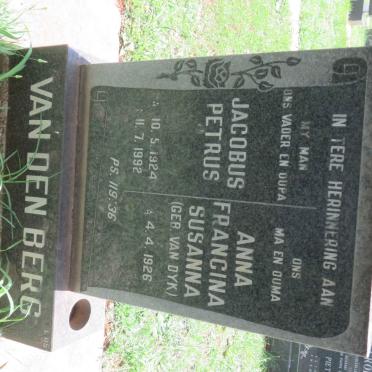 IN TERE HERINNERING AAN
MY MAN
ONS VADER EN OUPA
JACOBUS
PETRUS
☆ 10.5.1924
✝ 11.7.1992
ONS
MA EN OUMA
ANNA
FRANCINA
SUSANNA
(GEB. VAN DYK)
☆ 4.4.1926
PS. 119:36
VAN DEN BERG